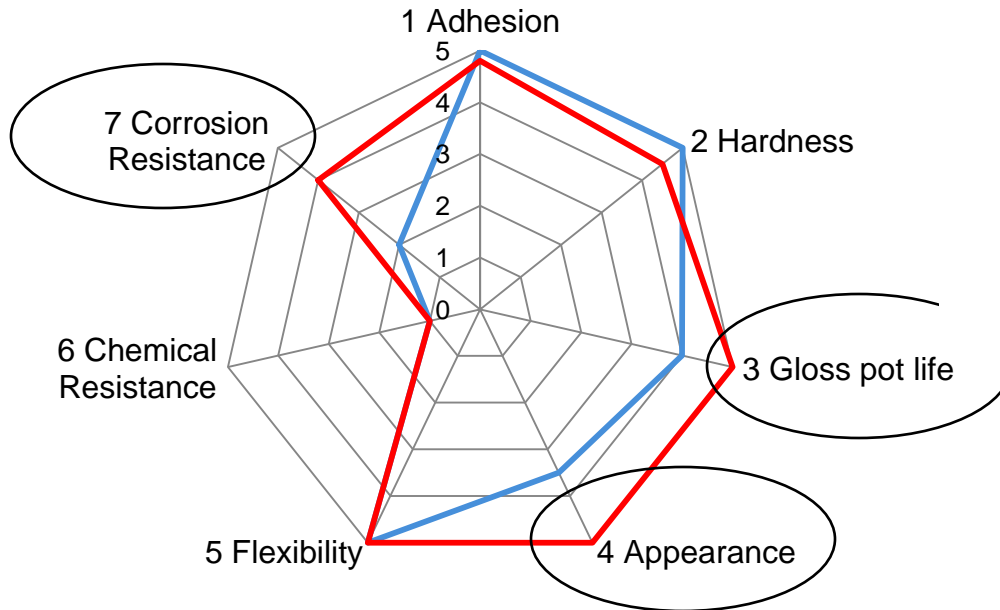 1 Adhesion
5
4
3
2
1
0
2 Hardness
3 Gloss pot life
4 Appearance
5 Flexibility
6 Chemical
Resistance
7 Corrosion
Resistance